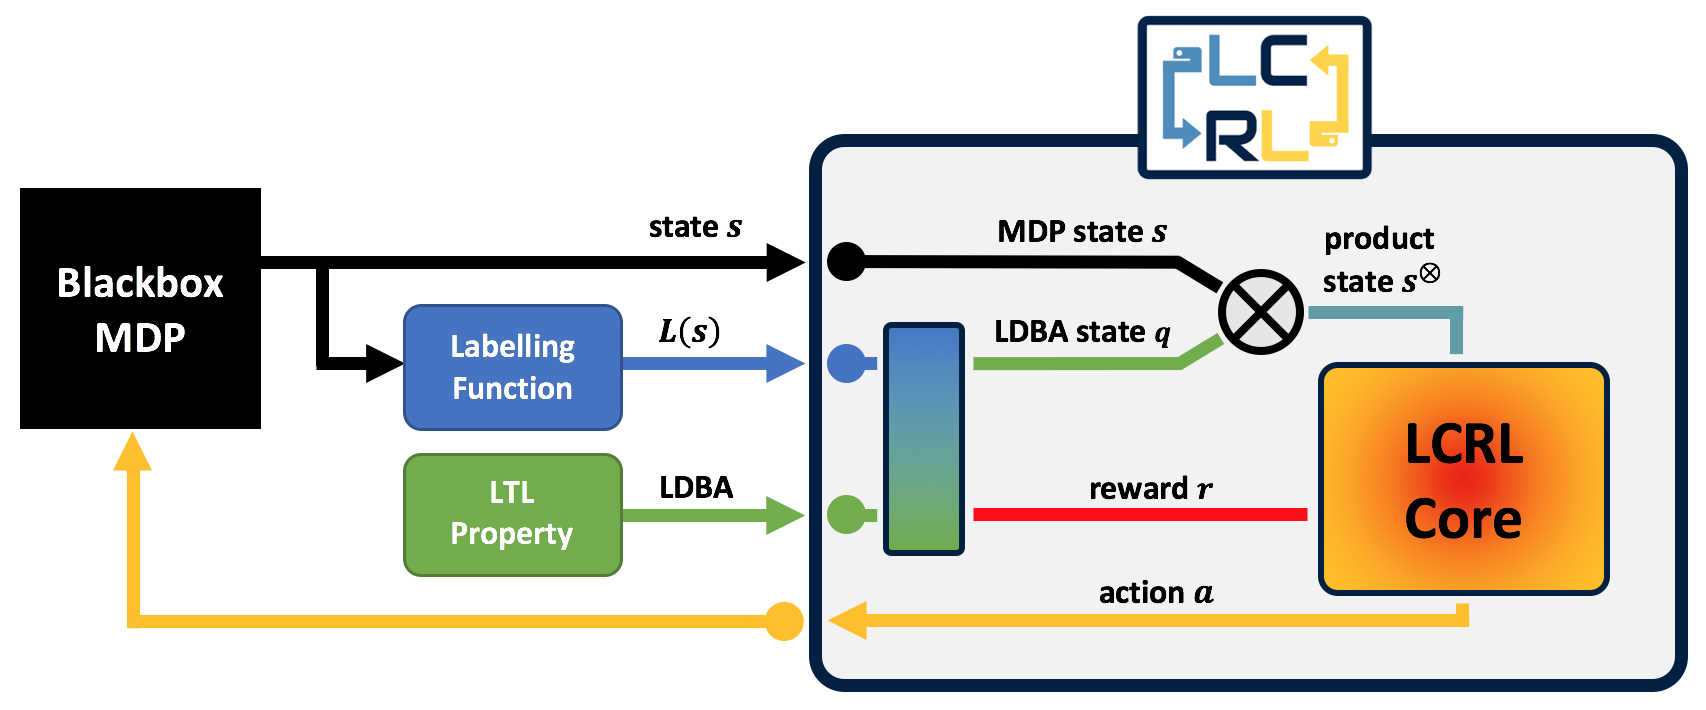 LC
RL
Blackbox
MDP
state s
Labelling
Function
L(s)
LTL
Property
LDBA
MDP state s
LDBA state q
product
state s⊗
reward r
action a
LCRL
Core